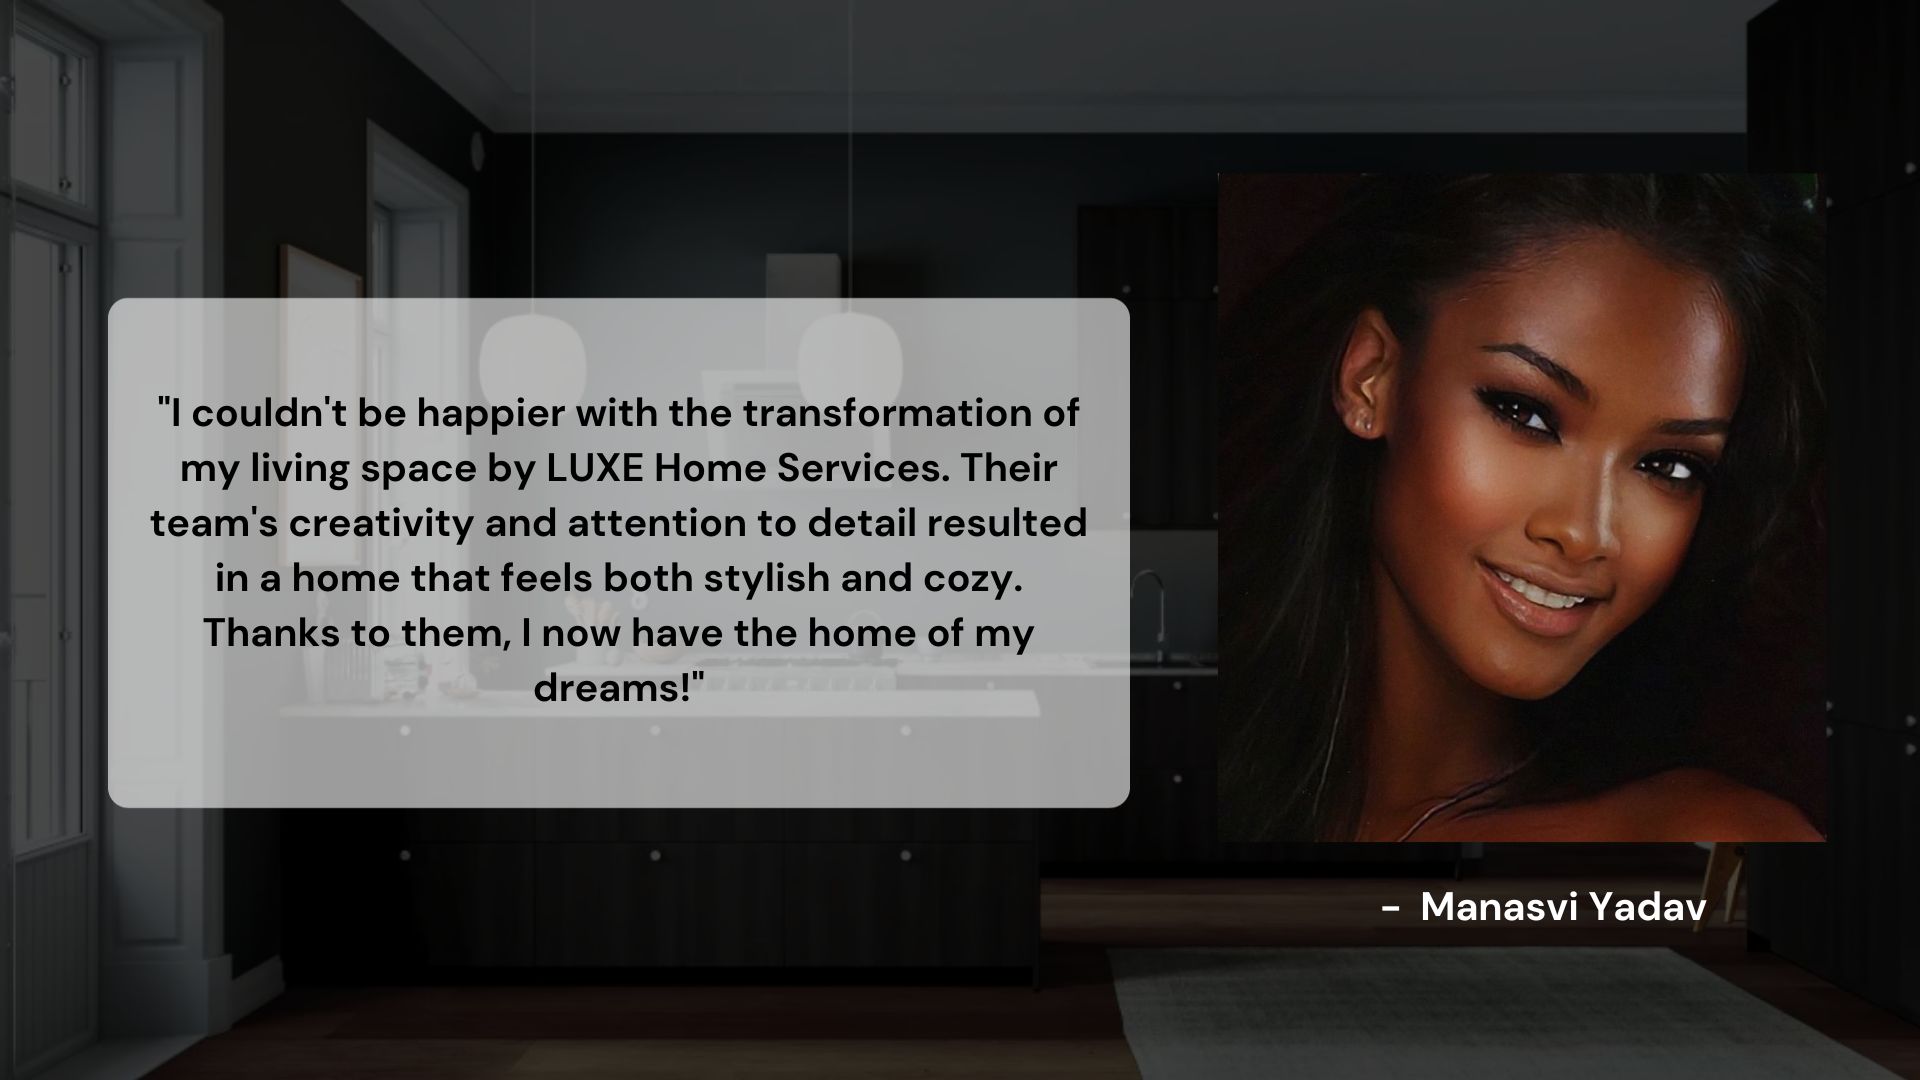 "I couldn't be happier with the transformation of
my living space by LUXE Home Services. Their
team's creativity and attention to detail resulted
in a home that feels both stylish and cozy.
Thanks to them, I now have the home of my
dreams!"
- Manasvi Yadav